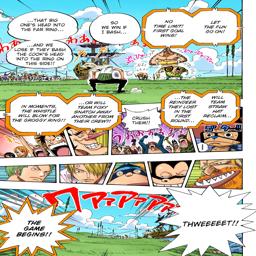 LET THE
FUN GO
ON!
NO
TIME LIMIT!
FIRST GOAL
WINS!
SO
WE WIN IF
I BASH...
...THAT BIG
ONE'S HEAD INTO
THE FAR RING...
...AND WE
LOSE IF THEY BASH
THE COOK'S HEAD
INTO THE RING ON
THIS SIDE!!
WILL
TEAM
STRAW
HAT
RECLAIM...
...THE
REINDEER
THEY LOST
IN THE
FIRST
ROUND...
CRUSH
THEM!!
...OR WILL
TEAM FOXY
SNATCH AWAY
ANOTHER FROM
THEIR CREW?!
IN MOMENTS,
THE WHISTLE
WILL BLOW FOR
THE GROGGY RING!!
THWEEEEET!!
THE
GAME
BEGINS!!